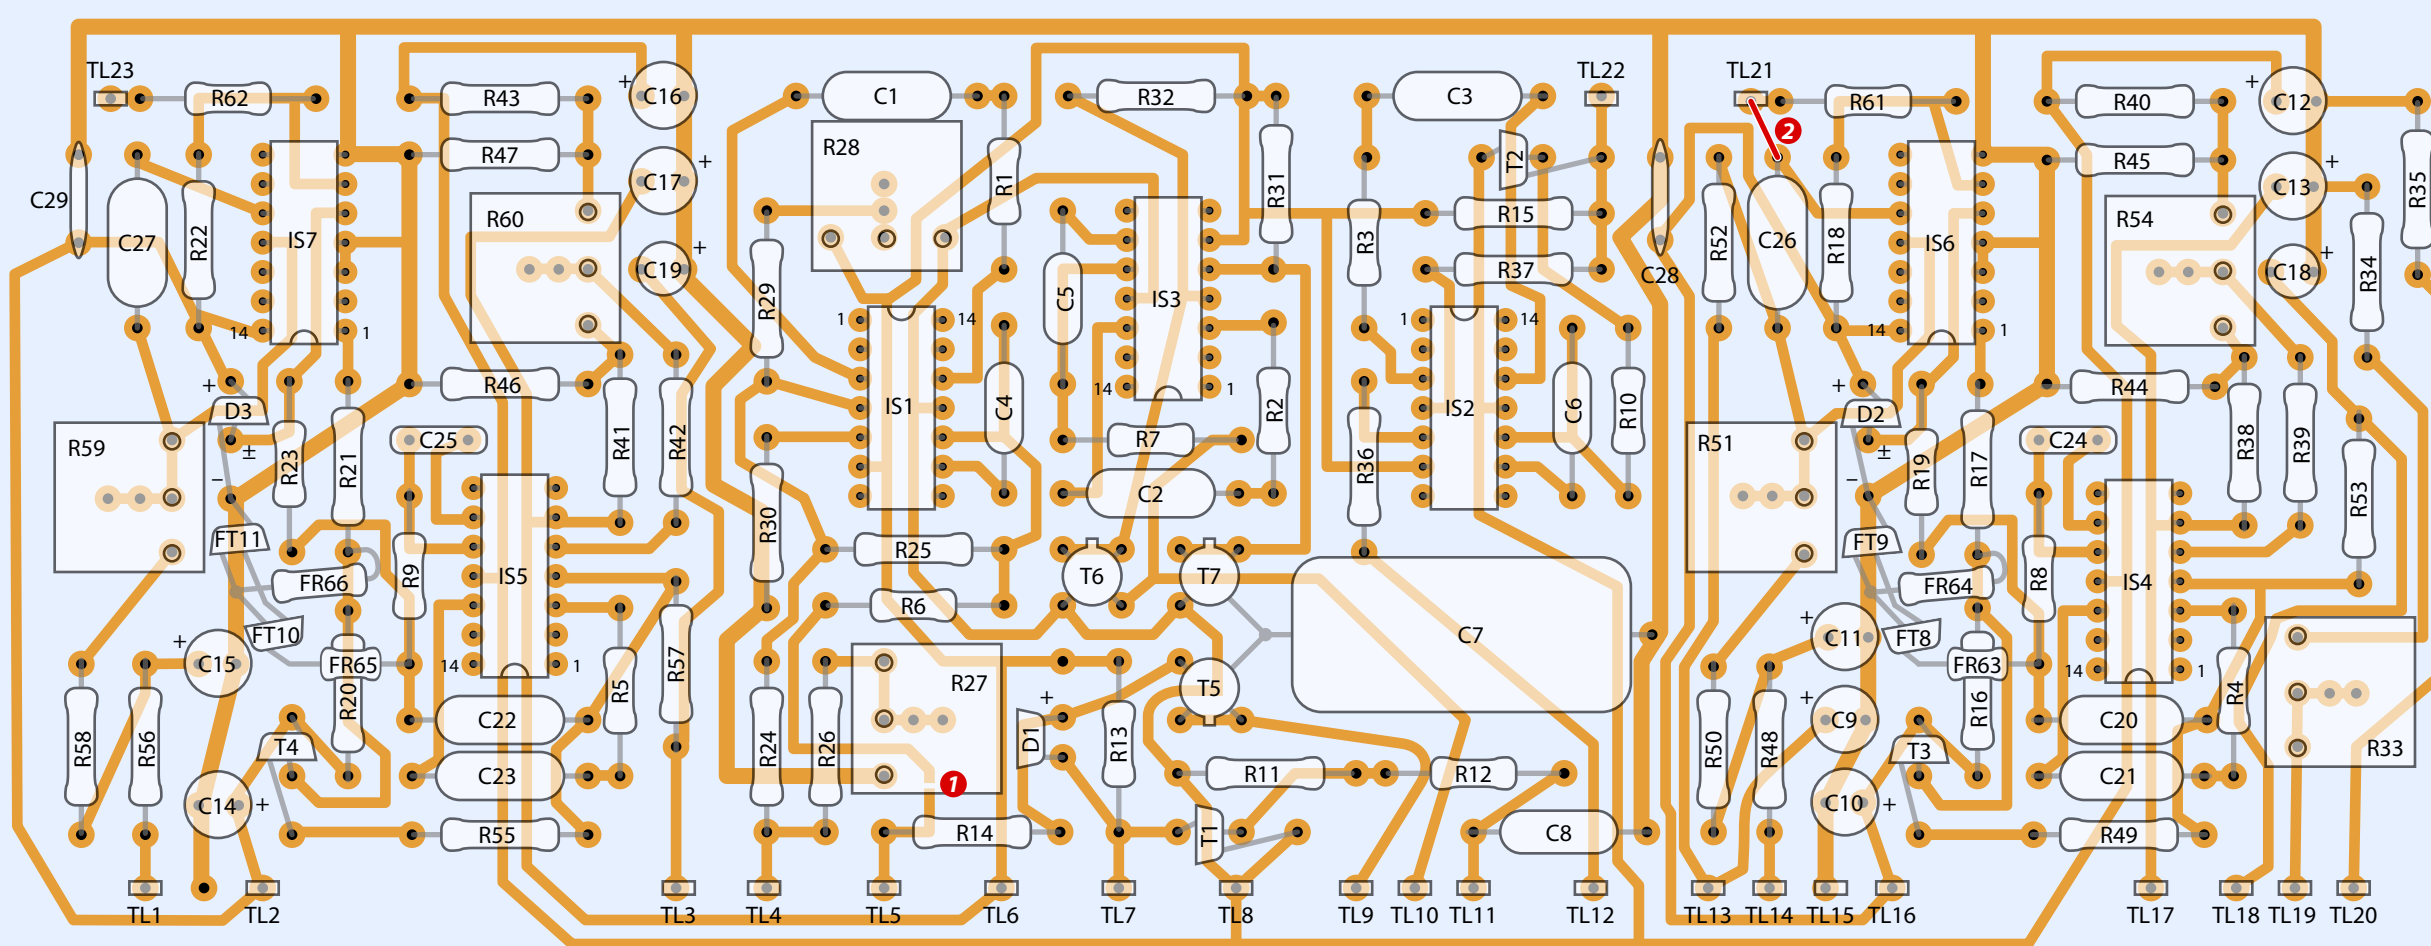 TL23
R62
+
R43
C16
C1
R32
C3
TL22
TL21
R61
R40
+
C12
2
R47
C17
+
R28
R1
R31
T2
R45
C13
+
R35
C29
C27
R22
IS7
R60
C19
+
R29
C5
IS3
R3
R15
R37
C28
R52
C26
R18
IS6
R54
C18
+
R34
14
1
1
14
1
14
14
1
14
1
+
D3
±
−
R46
IS1
C4
R2
IS2
C6
R10
+
D2
±
−
R44
R59
R23
R21
C25
R41
R42
R30
R7
C2
R36
R51
R19
R17
C24
R38
R39
R53
FT11
FR66
R9
IS5
R25
T6
T7
FT9
FR64
R8
IS4
FT10
R6
C7
+
C11
FT8
+
C15
FR65
14
1
R5
R57
R27
T5
FR63
14
1
R4
R33
R58
R56
R20
T4
C22
C23
R24
R26
D1
+
R13
R11
R12
R50
R48
+
C9
R16
T3
C20
C21
C14
+
R55
1
R14
T1
C8
C10
+
R49
TL1
TL2
TL3
TL4
TL5
TL6
TL7
TL8
TL9
TL10
TL11
TL12
TL13
TL14
TL15
TL16
TL17
TL18
TL19
TL20